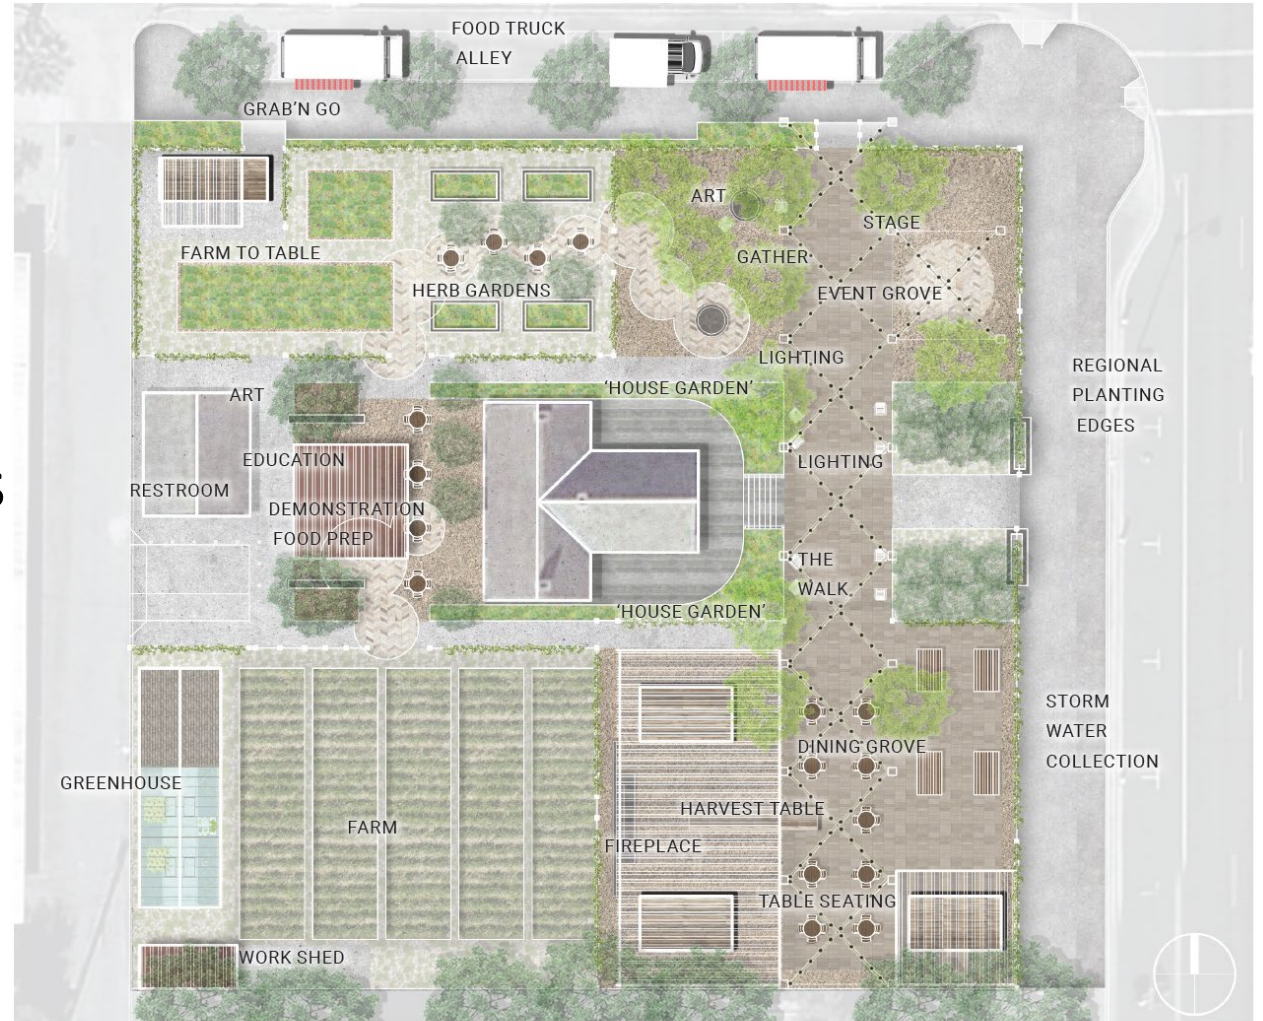 FOOD TRUCK
ALLEY
GRAB'N GO
ART
STAGE
FARM TO TABLE
GATHER
HERB GARDENS
EVENT GROVE
LIGHTING
REGIONAL
PLANTING
EDGES
ART
'HOUSE GARDEN'
EDUCATION
LIGHTING
RESTROOM
DEMONSTRATION
FOOD PREP
THE
WALK
'HOUSE GARDEN'
STORM
WATER
COLLECTION
DINING GROVE
GREENHOUSE
HARVEST TABLE
FARM
FIREPLACE
TABLE SEATING
WORK SHED